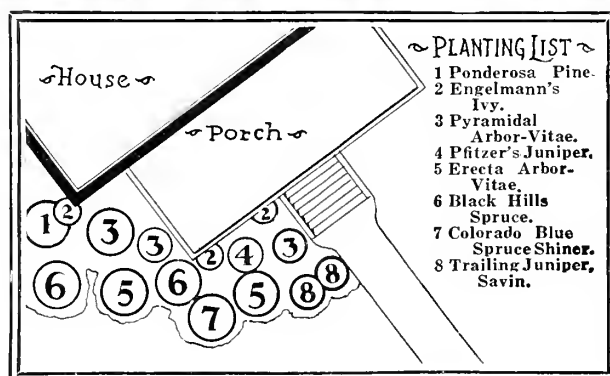 PLANTING LIST
House
Porch
1 Ponderosa Pine.
2 Engelmann's
Ivy.
3 Pyramidal
Arbor-Vitae.
4 Pfitzer's Juniper.
5 Erecta Arbor-
Vitae.
6 Black Hills
Spruce.
7 Colorado Blue
Spruce Shiner.
8 Trailing Juniper,
Savin.
1 2 3 3 2 4 2 3
6 5 6 7 5 8 8